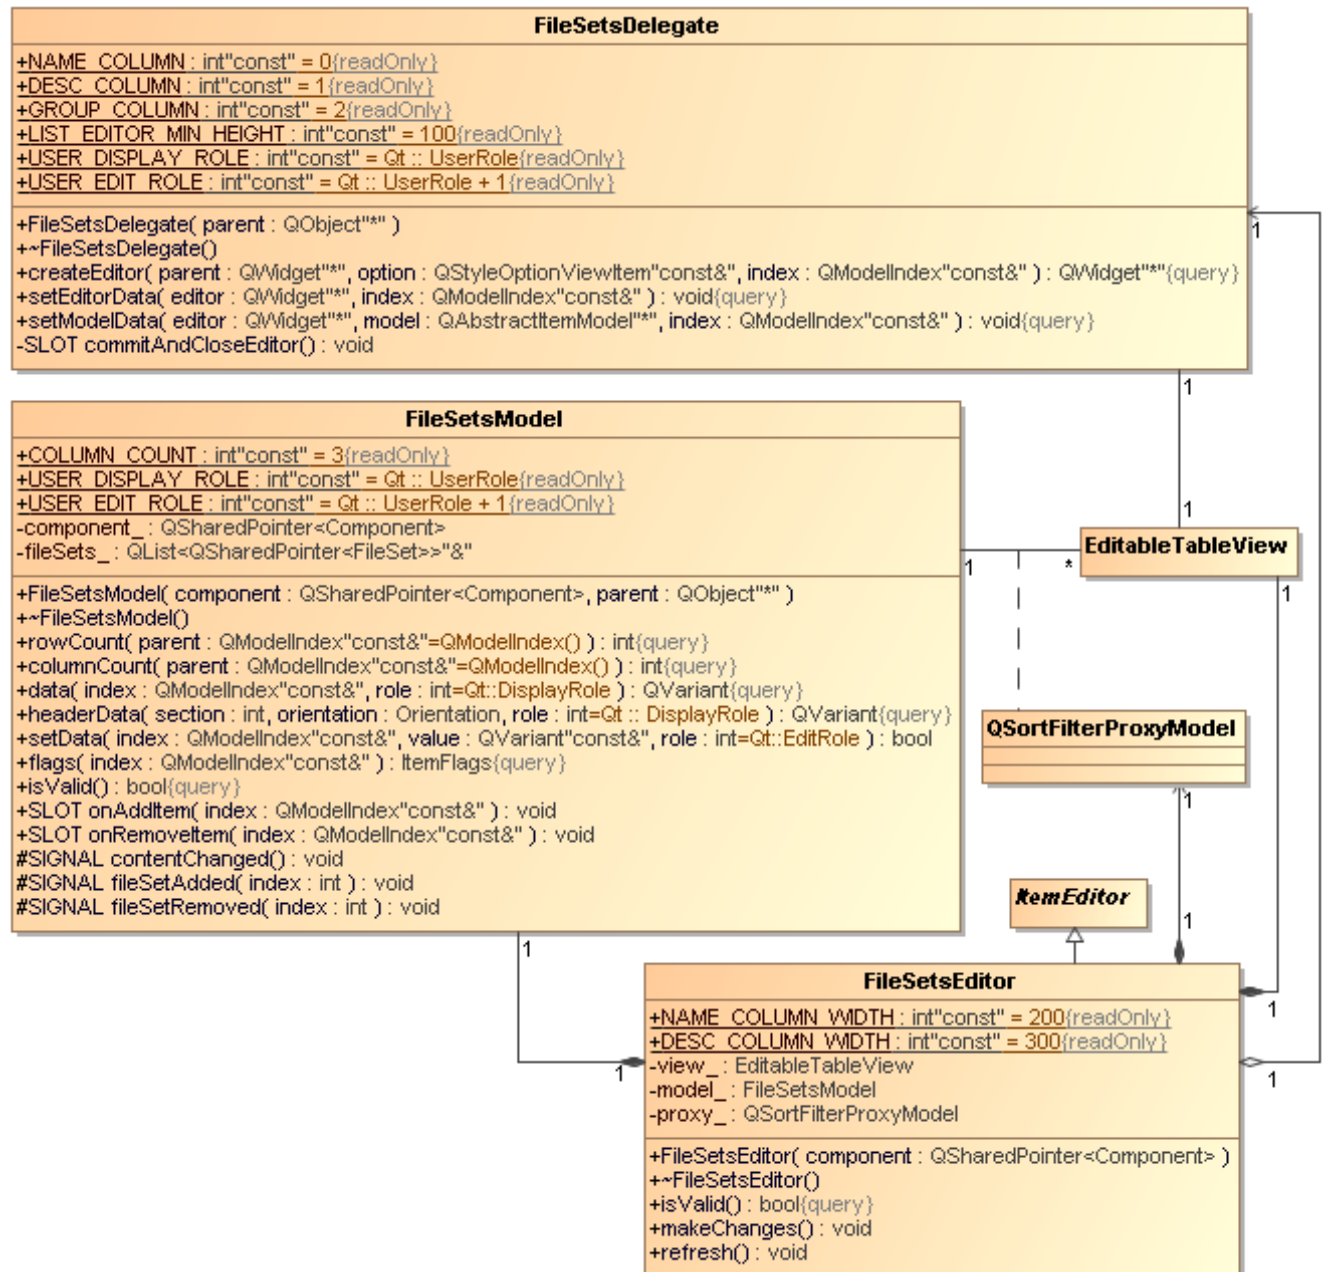 FileSetsDelegate
+NAME_COLUMN : int"const" = 0{readOnly}
+DESC_COLUMN : int"const" = 1{readOnly}
+GROUP_COLUMN : int"const" = 2{readOnly}
+LIST_EDITOR_MIN_HEIGHT : int"const" = 100{readOnly}
+USER_DISPLAY_ROLE : int"const" = Qt :: UserRole{readOnly}
+USER_EDIT_ROLE : int"const" = Qt :: UserRole + 1{readOnly}
+FileSetsDelegate( parent : QObject"*" )
+~FileSetsDelegate()
+createEditor( parent : QWidget"*", option : QStyleOptionViewItem"const&", index : QModelIndex"const&" ) : QWidget"*"{query}
+setEditorData( editor : QWidget"*", index : QModelIndex"const&" ) : void{query}
+setModelData( editor : QWidget"*", model : QAbstractItemModel"*", index : QModelIndex"const&" ) : void{query}
-SLOT commitAndCloseEditor() : void
1
1
FileSetsModel
+COLUMN_COUNT : int"const" = 3{readOnly}
+USER_DISPLAY_ROLE : int"const" = Qt :: UserRole{readOnly}
+USER_EDIT_ROLE : int"const" = Qt :: UserRole + 1{readOnly}
-component_ : QSharedPointer<Component>
-fileSets_ : QList<QSharedPointer<FileSet>>"&"
+FileSetsModel( component : QSharedPointer<Component>, parent : QObject"*" )
+~FileSetsModel()
+rowCount( parent : QModelIndex"const&"=QModelIndex() ) : int{query}
+columnCount( parent : QModelIndex"const&"=QModelIndex() ) : int{query}
+data( index : QModelIndex"const&", role : int=Qt::DisplayRole ) : QVariant{query}
+headerData( section : int, orientation : Orientation, role : int=Qt :: DisplayRole ) : QVariant{query}
+setData( index : QModelIndex"const&", value : QVariant"const&", role : int=Qt::EditRole ) : bool
+flags( index : QModelIndex"const&" ) : ItemFlags{query}
+isValid() : bool{query}
+SLOT onAddItem( index : QModelIndex"const&" ) : void
+SLOT onRemoveItem( index : QModelIndex"const&" ) : void
#SIGNAL contentChanged() : void
#SIGNAL fileSetAdded( index : int ) : void
#SIGNAL fileSetRemoved( index : int ) : void
1
EditableTableView
1
*
1
QSortFilterProxyModel
1
ItemEditor
1
1
FileSetsEditor
+NAME_COLUMN_WIDTH : int"const" = 200{readOnly}
+DESC_COLUMN_WIDTH : int"const" = 300{readOnly}
-view_ : EditableTableView
-model_ : FileSetsModel
-proxy_ : QSortFilterProxyModel
+FileSetsEditor( component : QSharedPointer<Component> )
+~FileSetsEditor()
+isValid() : bool{query}
+makeChanges() : void
+refresh() : void
1
1
1